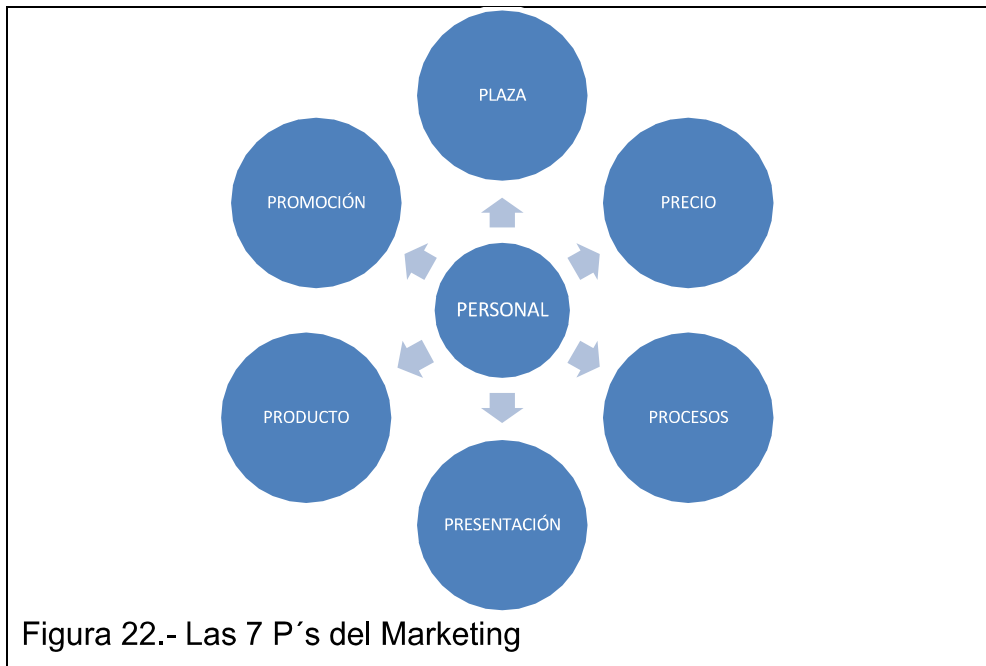 PLAZA
PROMOCIÓN
PRECIO
PERSONAL
PRODUCTO
PROCESOS
PRESENTACIÓN
Figura 22.- Las 7 P´s del Marketing